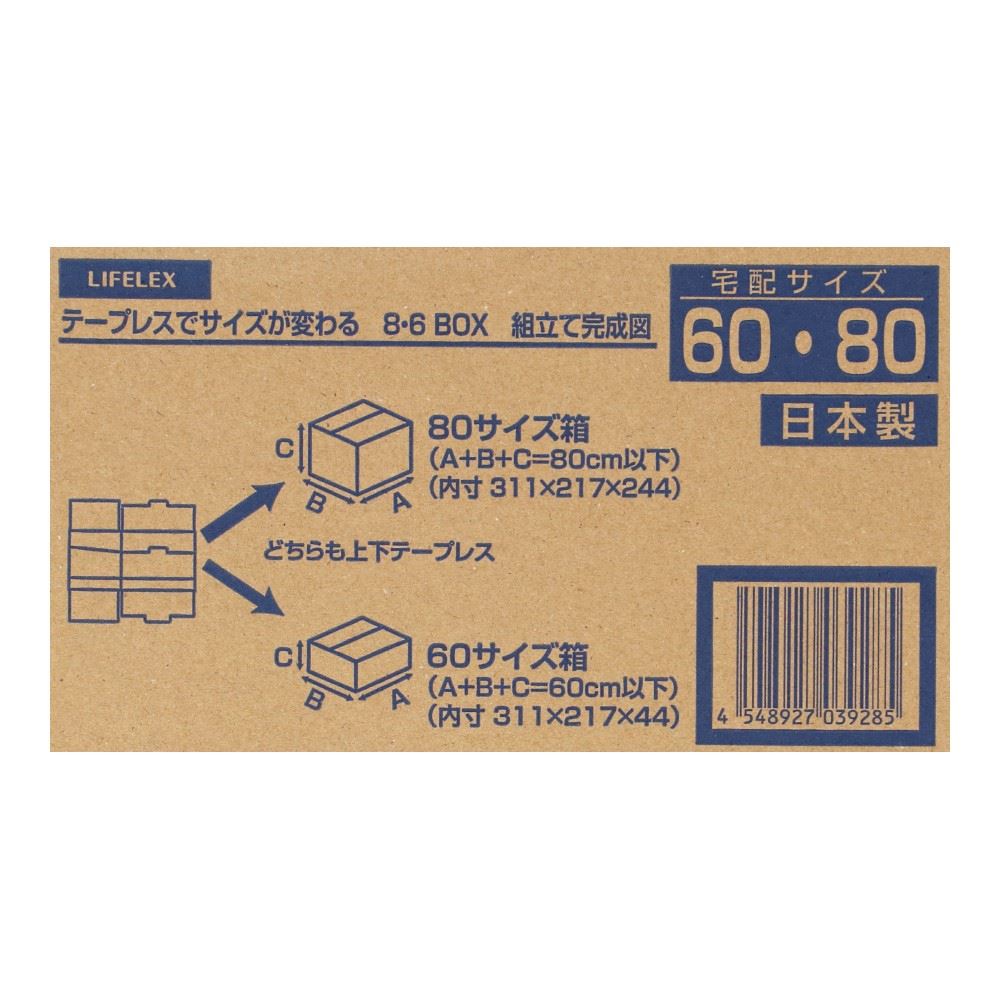 LIFELEX
テープレスでサイズが変わる 8・6 BOX 組立て完成図
宅配サイズ
60・80
日本製
80サイズ箱
(A+B+C=80cm以下)
(内寸 311×217×244)
C
B
A
どちらも上下テープレス
60サイズ箱
(A+B+C=60cm以下)
(内寸 311×217×44)
C
B
A
4 548927 039285